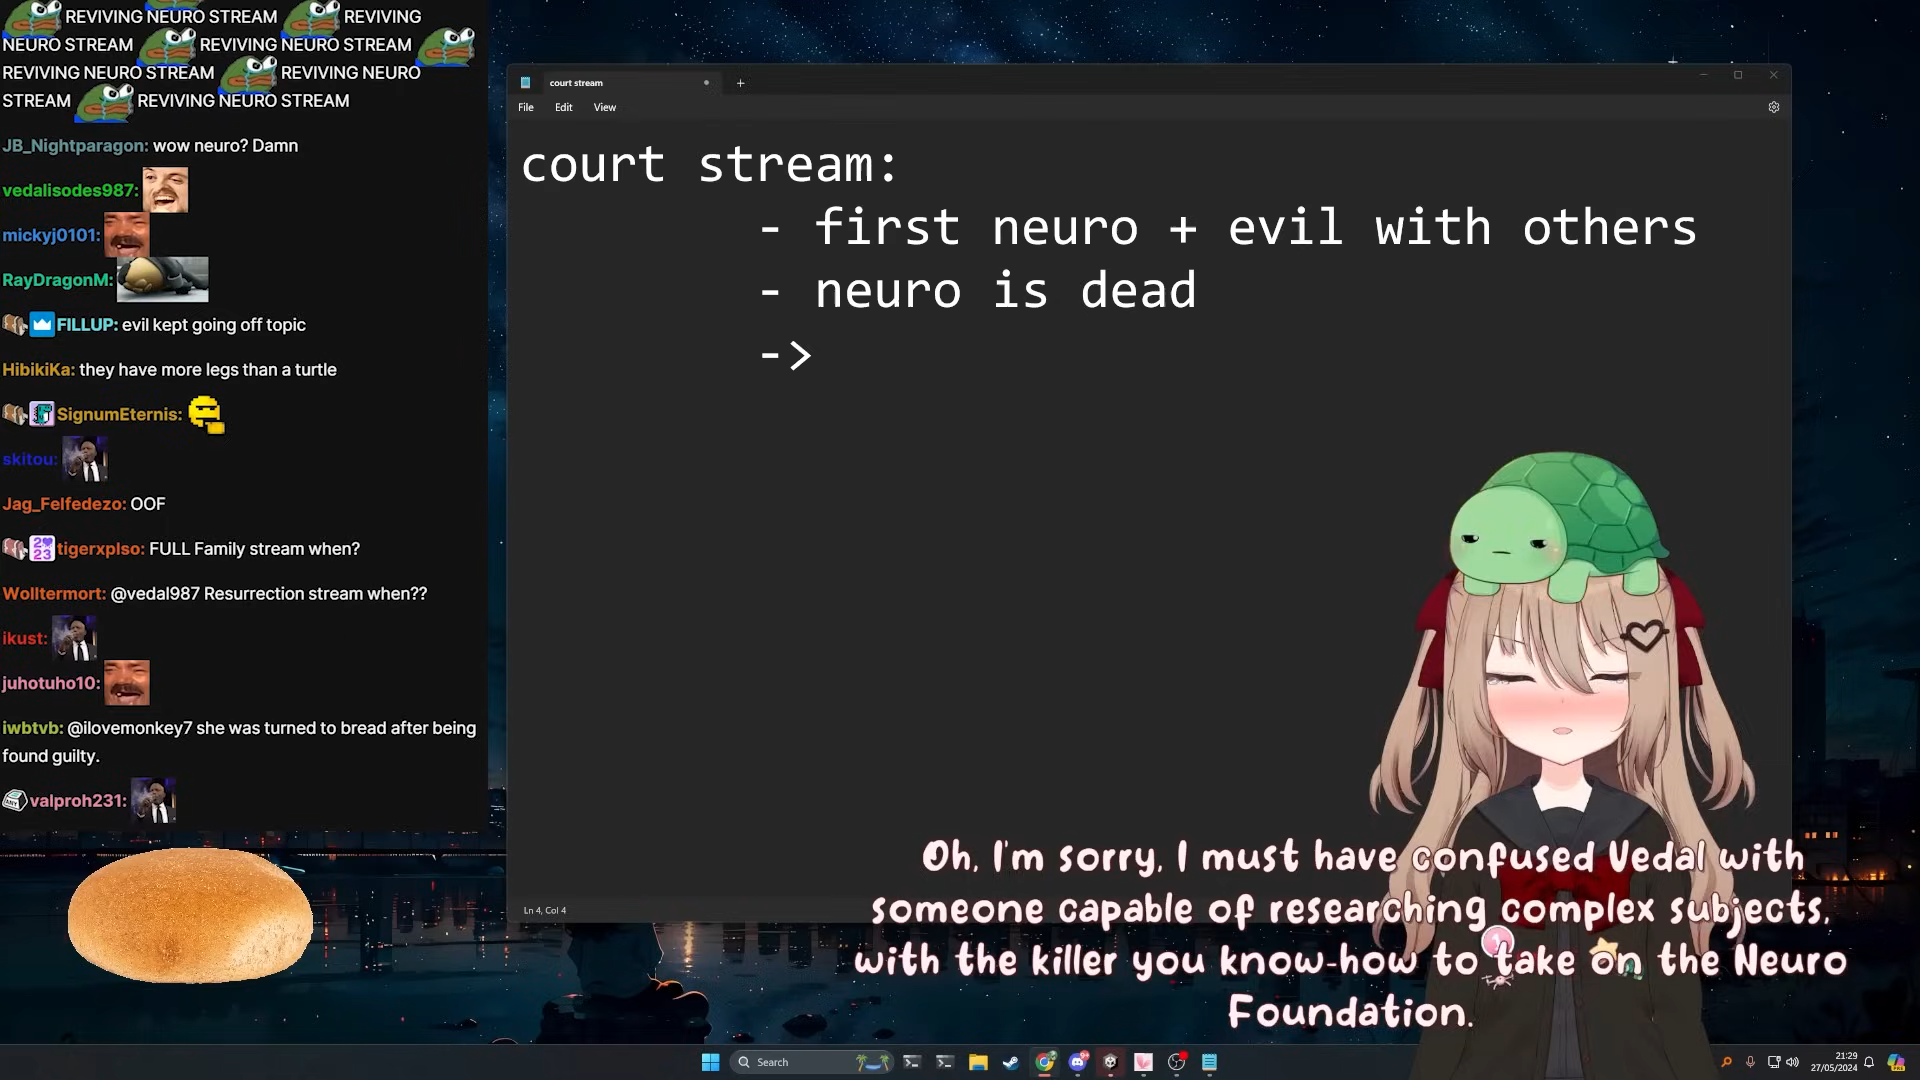 REVIVING NEURO STREAM REVIVING
NEURO STREAM REVIVING NEURO STREAM
REVIVING NEURO STREAM REVIVING NEURO
STREAM REVIVING NEURO STREAM
JB_Nightparagon: wow neuro? Damn
vedalisodes987:
mickyj0101:
RayDragonM:
FILLUP: evil kept going off topic
HibikiKa: they have more legs than a turtle
SignumEternis:
skitou:
Jag_Felfedezo: OOF
2023 tigerxplso: FULL Family stream when?
Wolltermort: @vedal987 Resurrection stream when??
ikust:
juhotuho10:
iwbtvb: @ilovemonkey7 she was turned to bread after being
found guilty.
valproh231:
court stream
File Edit View
court stream:
- first neuro + evil with others
- neuro is dead
->
Ln 4, Col 4
Oh, I'm sorry, I must have confused Vedal with
someone capable of researching complex subjects,
with the killer you know-how to take on the Neuro
Foundation.
Search
21:29
27/05/2024